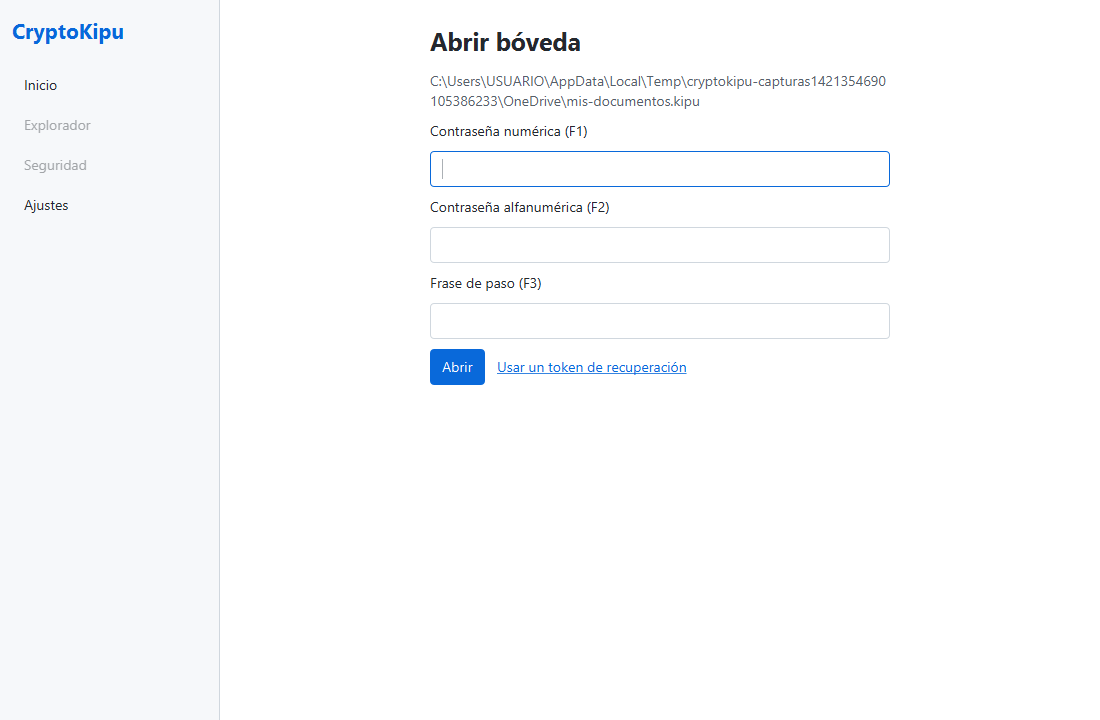 CryptoKipu
Inicio
Explorador
Seguridad
Ajustes
Abrir bóveda
C:\Users\USUARIO\AppData\Local\Temp\cryptokipu-capturas1421354690
105386233\OneDrive\mis-documentos.kipu
Contraseña numérica (F1)
Contraseña alfanumérica (F2)
Frase de paso (F3)
Abrir
Usar un token de recuperación